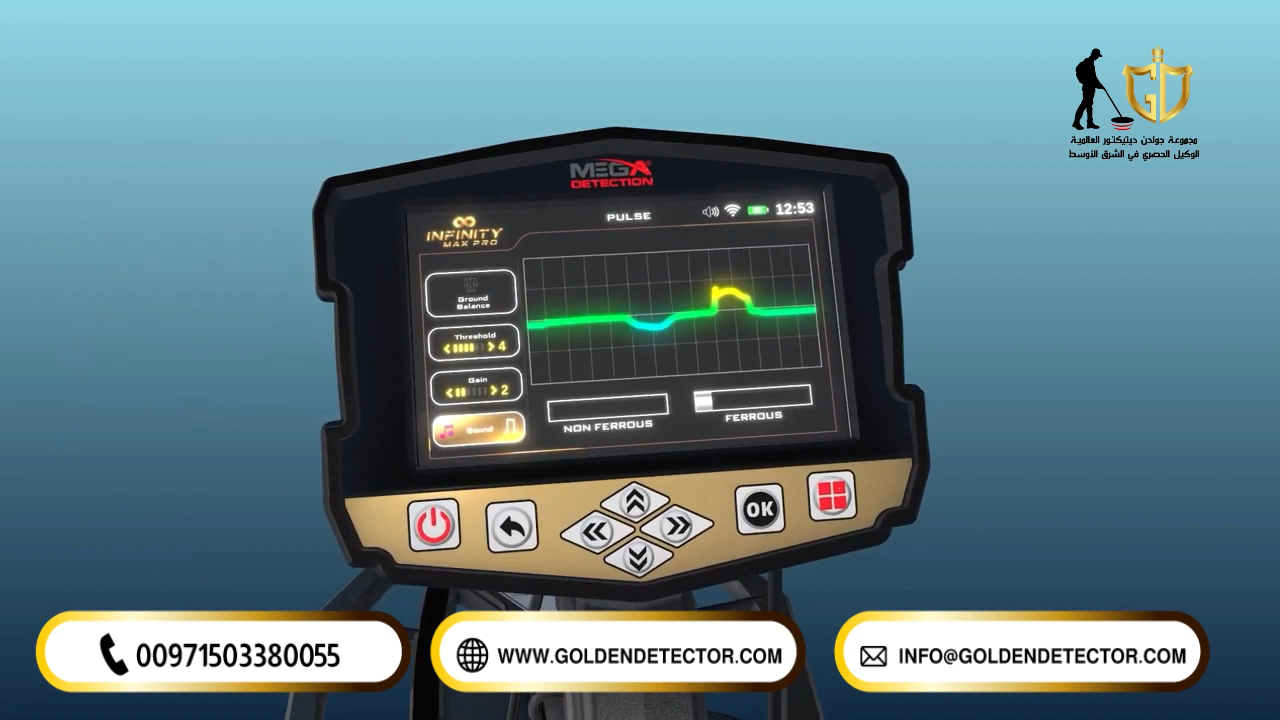 مجموعة جولدن ديتيكتور العالمية
الوكيل الحصري في الشرق الأوسط
MEGA
DETECTION
INFINITY
MAX PRO
PULSE
12:53
Ground
Balance
Threshold
4
Gain
2
Sound
NON FERROUS
FERROUS
OK
00971503380055
WWW.GOLDENDETECTOR.COM
INFO@GOLDENDETECTOR.COM